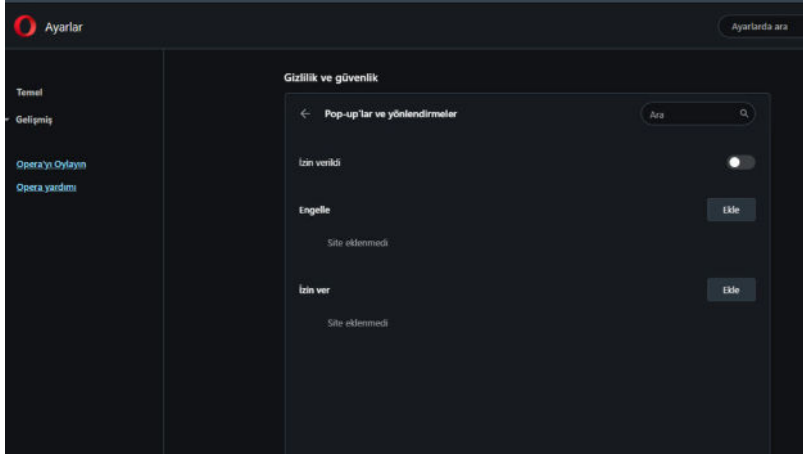 Ayarlar
Ayarlarda ara
Temel
Gelişmiş
Opera'yı Oylayın
Opera yardımı
Gizlilik ve güvenlik
Pop-up'lar ve yönlendirmeler
Ara
İzin verildi
Engelle
Ekle
Site eklenmedi
İzin ver
Ekle
Site eklenmedi